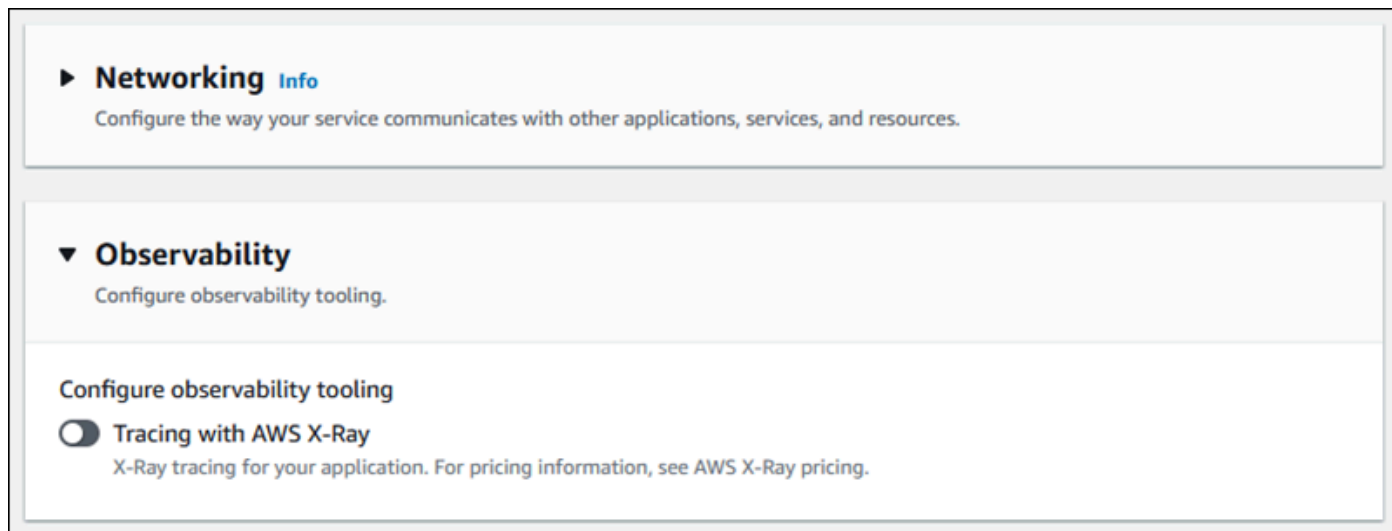 Networking Info
Configure the way your service communicates with other applications, services, and resources.
Observability
Configure observability tooling.
Configure observability tooling
Tracing with AWS X-Ray
X-Ray tracing for your application. For pricing information, see AWS X-Ray pricing.